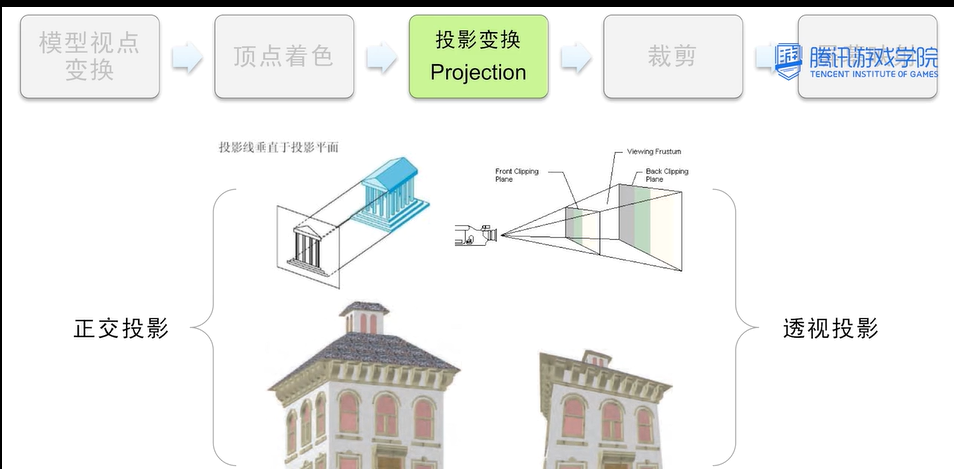 模型视点
变换
顶点着色
投影变换
Projection
裁剪
腾讯游戏学院
TENCENT INSTITUTE OF GAMES
投影线垂直于投影平面
Viewing Frustum
Front Clipping
Plane
Back Clipping
Plane
正交投影
透视投影